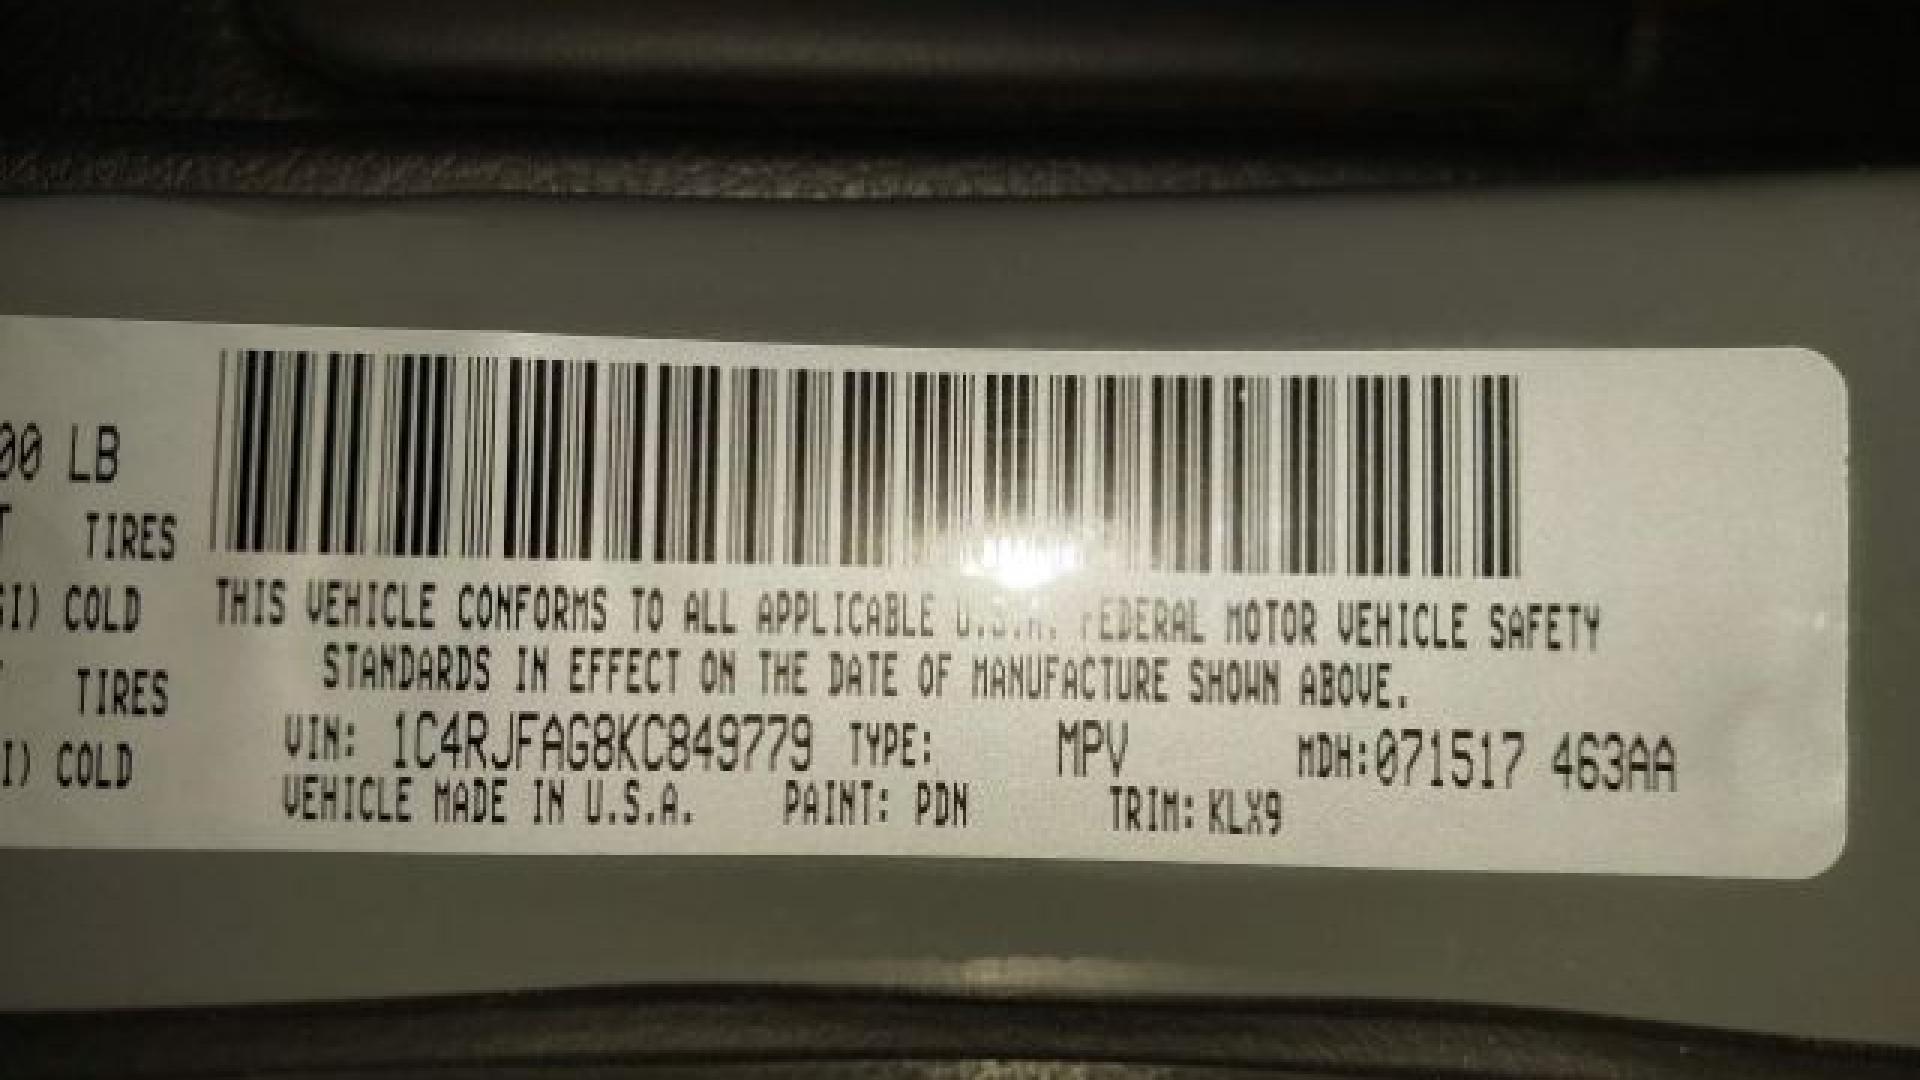 00 LB
TIRES
COLD
TIRES
COLD
THIS VEHICLE CONFORMS TO ALL APPLICABLE U.S.A. FEDERAL MOTOR VEHICLE SAFETY
STANDARDS IN EFFECT ON THE DATE OF MANUFACTURE SHOWN ABOVE.
VIN: 1C4RJFAG8KC849779 TYPE: MPV MDH:071517 463AA
VEHICLE MADE IN U.S.A. PAINT: PDN TRIM: KLX9